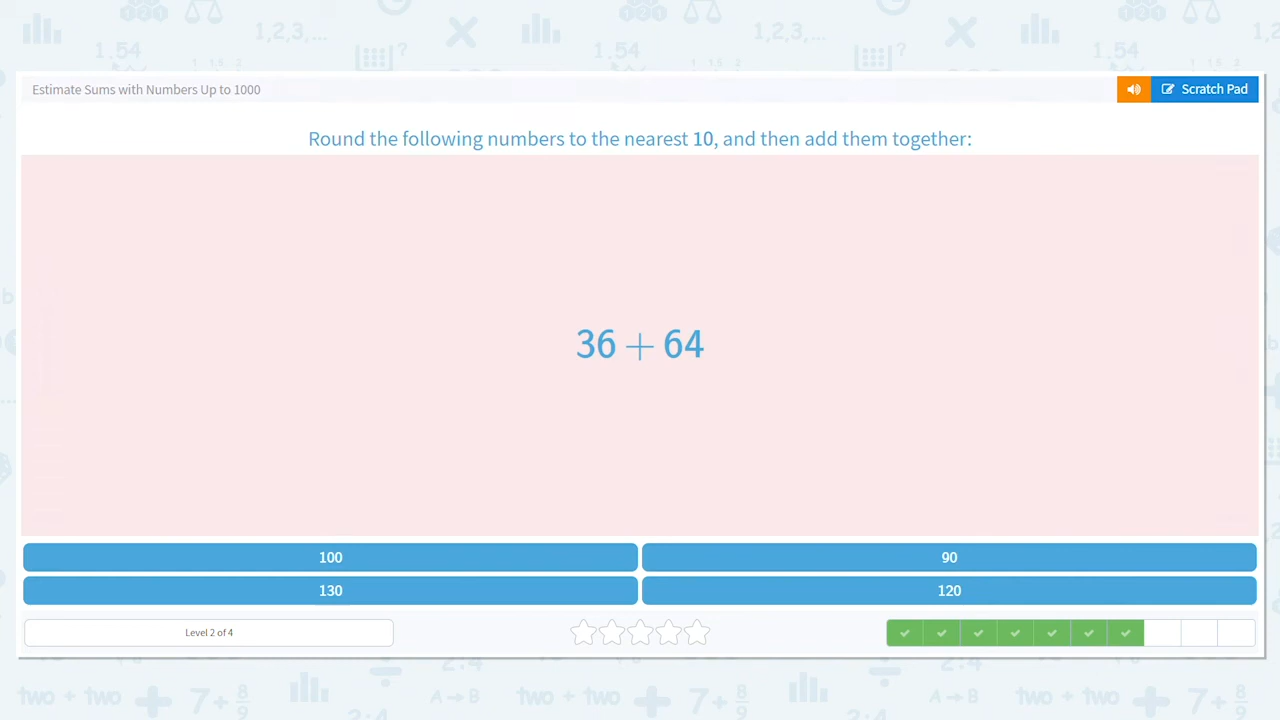 Estimate Sums with Numbers Up to 1000
Scratch Pad
Round the following numbers to the nearest 10, and then add them together:
36 + 64
100
90
130
120
Level 2 of 4